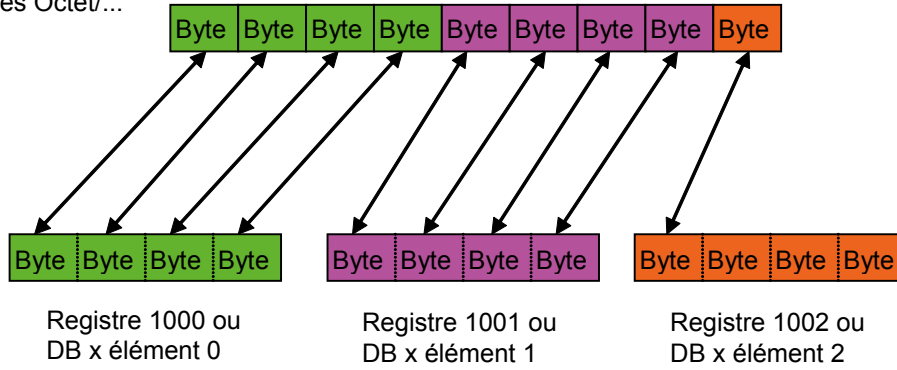 es Octet/...
Byte Byte Byte Byte Byte Byte Byte Byte Byte
Byte Byte Byte Byte Byte Byte Byte Byte Byte Byte Byte Byte
Registre 1000 ou
DB x élément 0
Registre 1001 ou
DB x élément 1
Registre 1002 ou
DB x élément 2